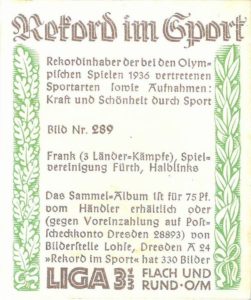 Rekord im Sport
Rekordinhaber der bei den Olym-
pischen Spielen 1936 vertretenen
Sportarten sowie Aufnahmen:
Kraft und Schönheit durch Sport
Bild Nr. 289
Frank (3 Länder-Kämpfe), Spiel-
vereinigung Fürth, Halblinks
Das Sammel-Album ist für 75 Pf.
vom Händler erhältlich oder
(gegen Voreinzahlung auf Post-
scheckkonto Dresden 28893) von
Bilderstelle Lohse, Dresden A 24
»Rekord im Sport« hat 330 Bilder
LIGA 3⅓ FLACH UND
RUND · O/M